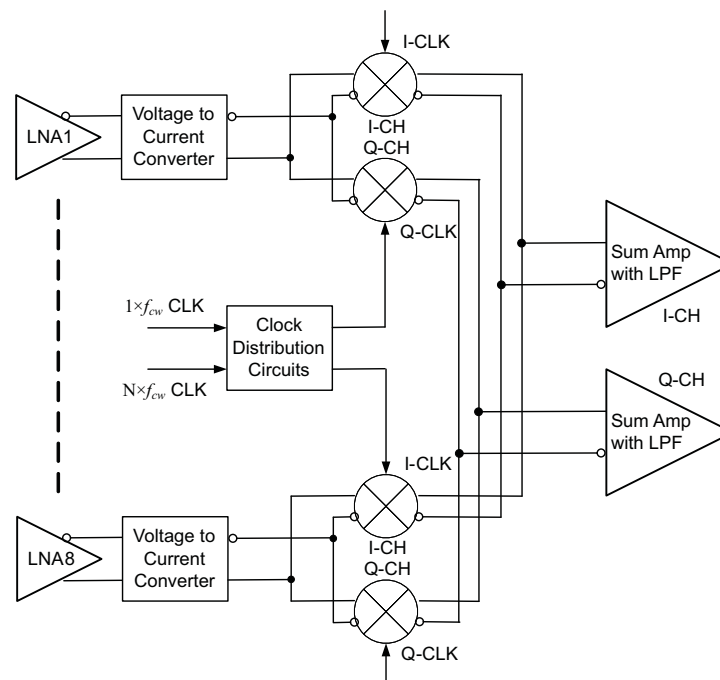 I-CLK
LNA1
Voltage to
Current
Converter
I-CH
Q-CH
Q-CLK
Sum Amp
with LPF
I-CH
1×fcw CLK
Clock
Distribution
Circuits
N×fcw CLK
Q-CH
Sum Amp
with LPF
I-CLK
LNA8
Voltage to
Current
Converter
I-CH
Q-CH
Q-CLK